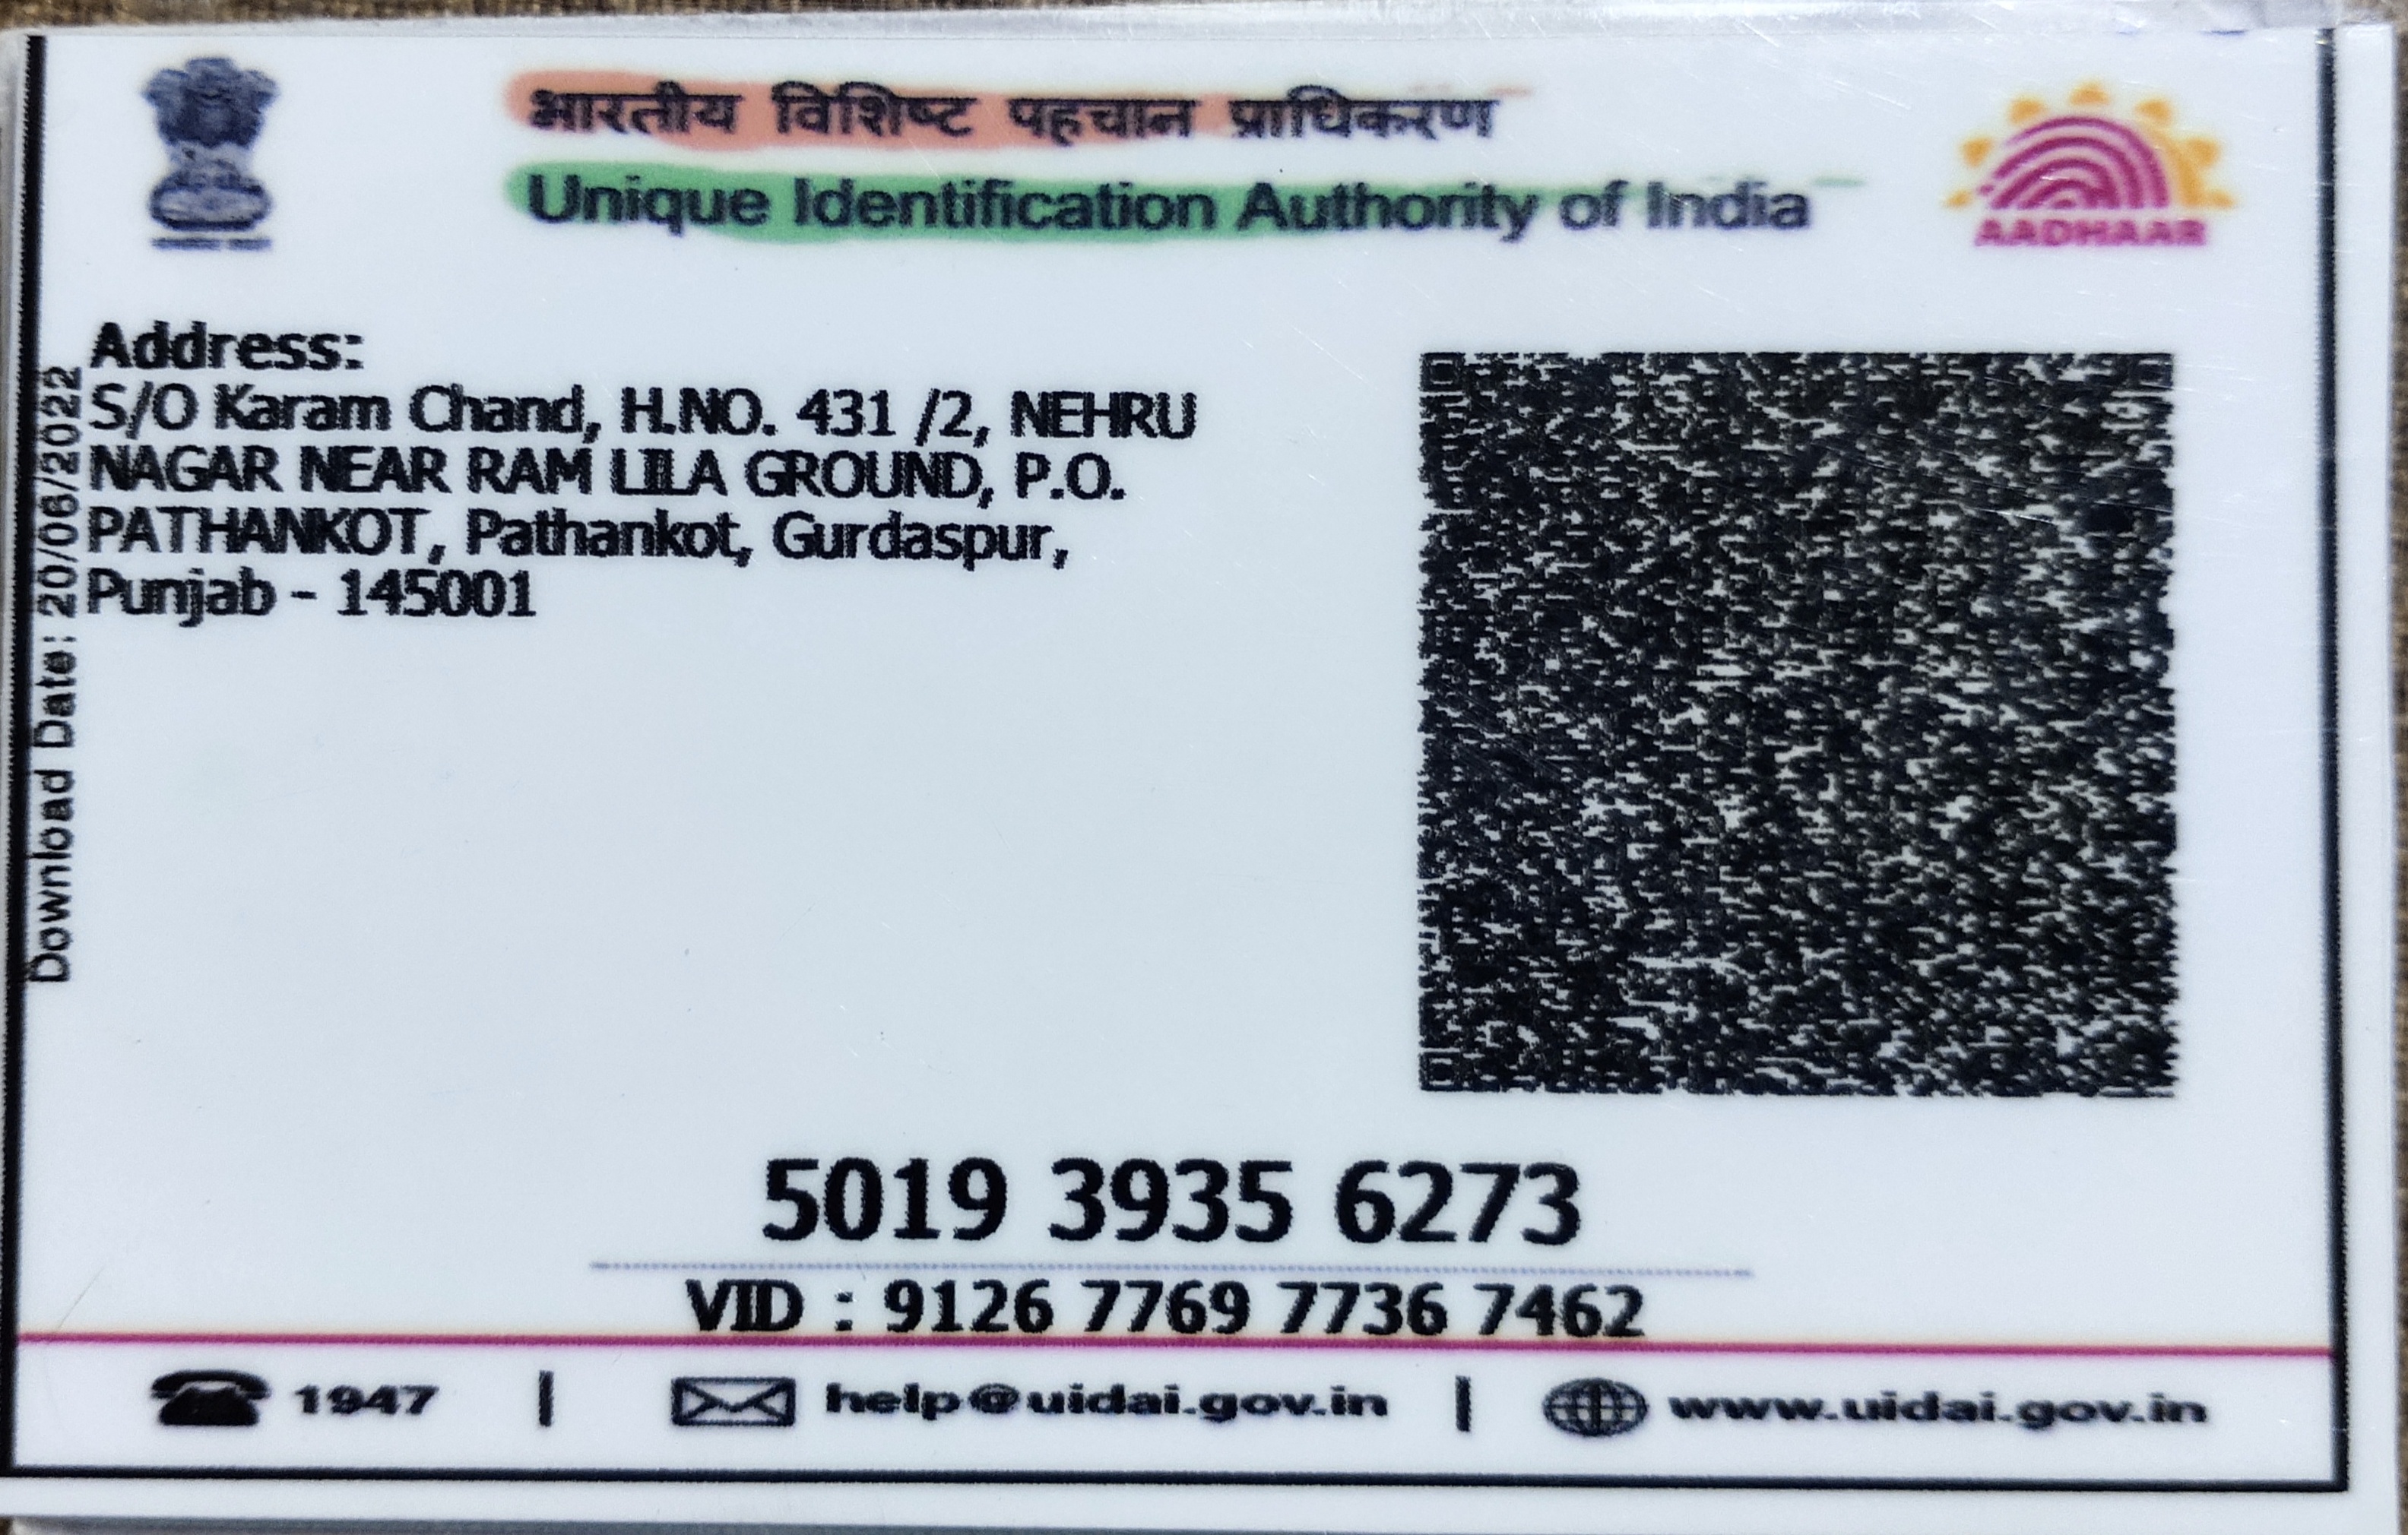 भारतीय विशिष्ट पहचान प्राधिकरण
Unique Identification Authority of India
AADHAAR
Download Date: 20/06/2022
Address:
S/O Karam Chand, H.NO. 431 /2, NEHRU
NAGAR NEAR RAM LILA GROUND, P.O.
PATHANKOT, Pathankot, Gurdaspur,
Punjab - 145001
5019 3935 6273
VID : 9126 7769 7736 7462
1947 | help@uidai.gov.in | www.uidai.gov.in